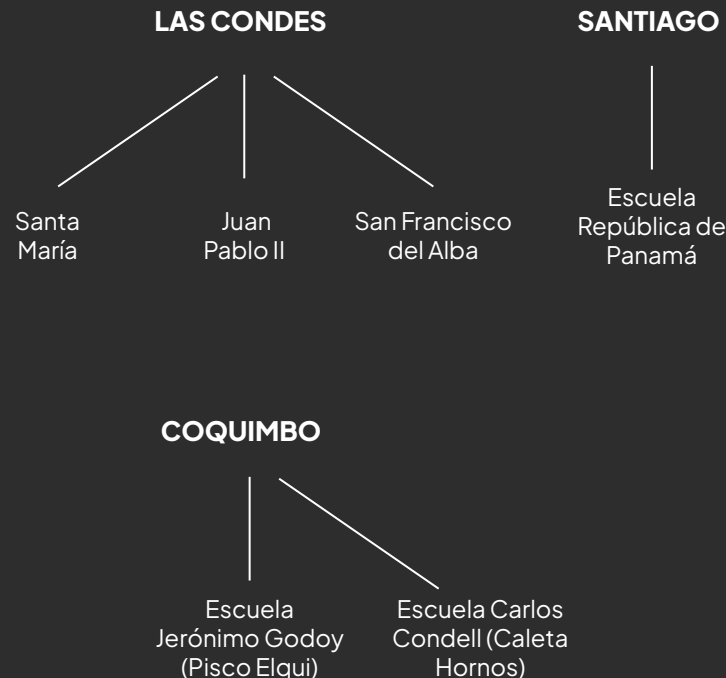 LAS CONDES
SANTIAGO
Santa
María
Juan
Pablo II
San Francisco
del Alba
Escuela
República de
Panamá
COQUIMBO
Escuela
Jerónimo Godoy
(Pisco Elqui)
Escuela Carlos
Condell (Caleta
Hornos)